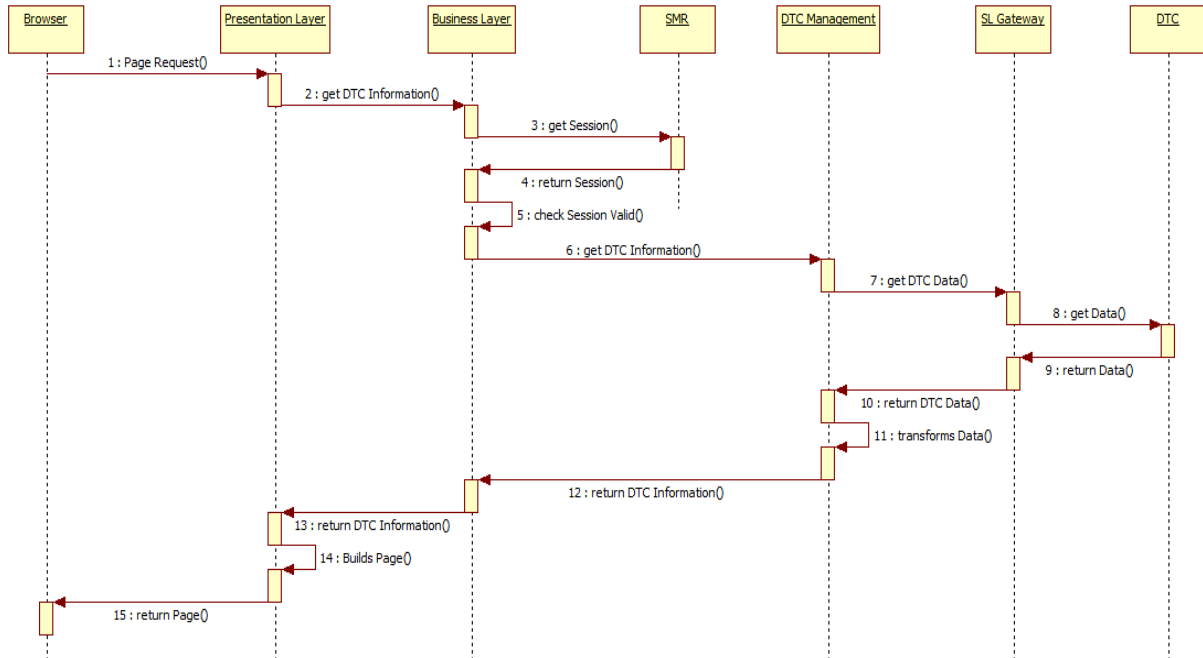 Browser
Presentation Layer
Business Layer
SMR
DTC Management
SL Gateway
DTC
1 : Page Request()
2 : get DTC Information()
3 : get Session()
4 : return Session()
5 : check Session Valid()
6 : get DTC Information()
7 : get DTC Data()
8 : get Data()
9 : return Data()
10 : return DTC Data()
11 : transforms Data()
12 : return DTC Information()
13 : return DTC Information()
14 : Builds Page()
15 : return Page()